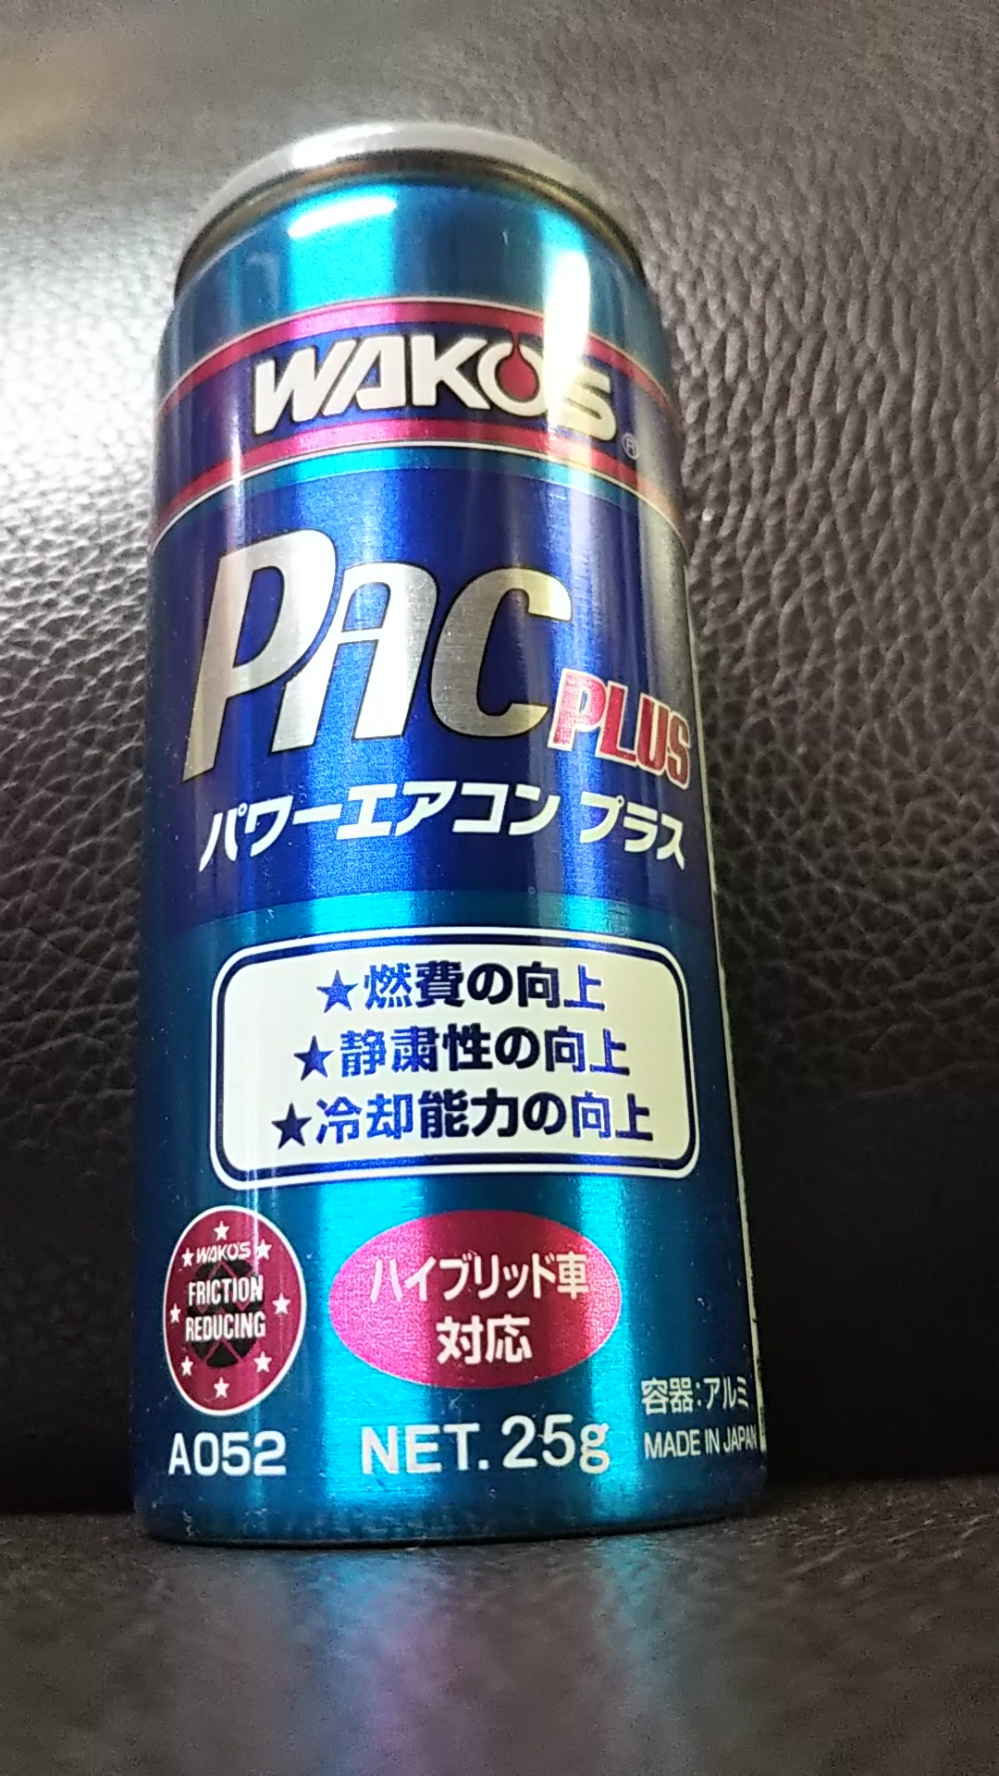 WAKO'S®
PAC PLUS
パワーエアコン プラス
★燃費の向上
★静粛性の向上
★冷却能力の向上
WAKO'S
FRICTION
REDUCING
ハイブリッド車
対応
A052
NET. 25g
容器:アルミ
MADE IN JAPAN